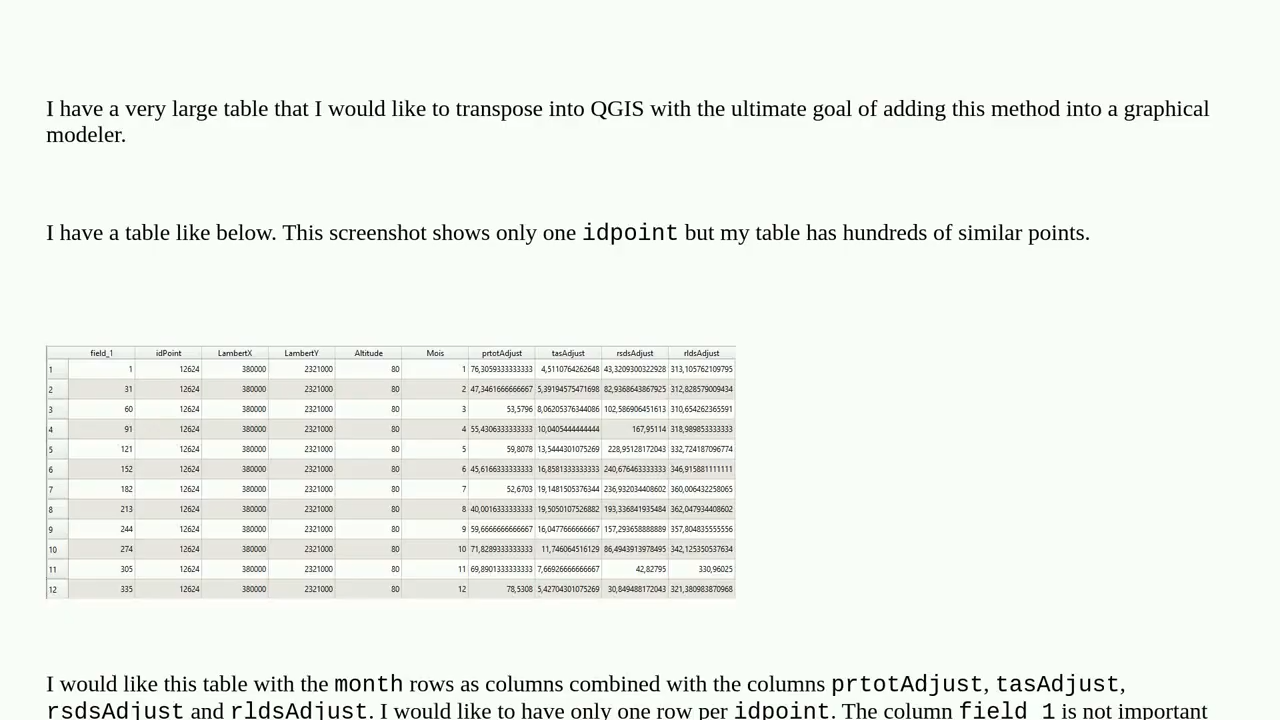 I have a very large table that I would like to transpose into QGIS with the ultimate goal of adding this method into a graphical
modeler.
I have a table like below. This screenshot shows only one idpoint but my table has hundreds of similar points.
field_1 idPoint LambertX LambertY Altitude Mois prtotAdjust tasAdjust rsdsAdjust rldsAdjust
1 1 12624 380000 2321000 80 1 76,3059333333333 4,5110764262648 43,3209300322928 313,105762109795
2 31 12624 380000 2321000 80 2 47,3461666666667 5,39194575471698 82,9368643867925 312,828579009434
3 60 12624 380000 2321000 80 3 53,5796 8,06205376344086 102,586906451613 310,654262365591
4 91 12624 380000 2321000 80 4 55,4306333333333 10,0405444444444 167,95114 318,989853333333
5 121 12624 380000 2321000 80 5 59,8078 13,5444301075269 228,95128172043 332,724187096774
6 152 12624 380000 2321000 80 6 45,6166333333333 16,8581333333333 240,676463333333 346,915881111111
7 182 12624 380000 2321000 80 7 52,6703 19,1481505376344 236,932034408602 360,006432258065
8 213 12624 380000 2321000 80 8 40,0016333333333 19,5050107526882 193,336841935484 362,047934408602
9 244 12624 380000 2321000 80 9 59,6666666666667 16,0477666666667 157,293658888889 357,804835555556
10 274 12624 380000 2321000 80 10 71,8289333333333 11,746064516129 86,4943913978495 342,125350537634
11 305 12624 380000 2321000 80 11 69,8901333333333 7,66926666666667 42,82795 330,96025
12 335 12624 380000 2321000 80 12 78,5308 5,42704301075269 30,849488172043 321,380983870968
I would like this table with the month rows as columns combined with the columns prtotAdjust, tasAdjust,
rsdsAdjust and rldsAdjust. I would like to have only one row per idpoint. The column field_1 is not important